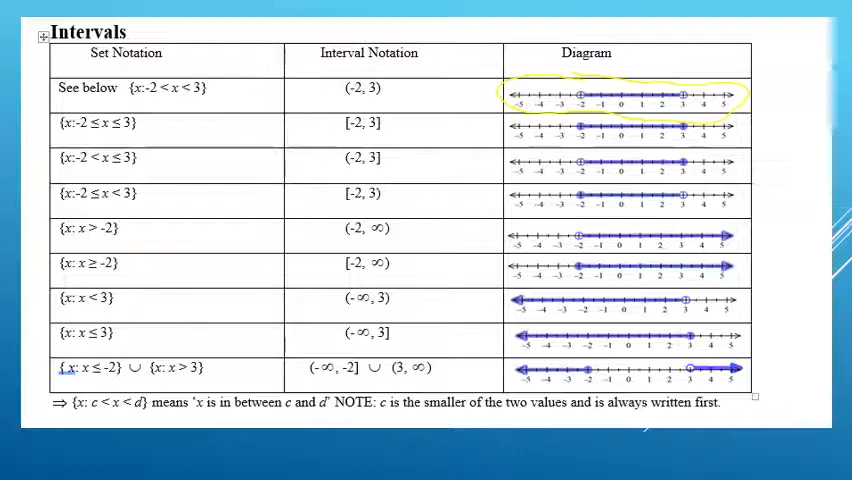 Intervals
Set Notation Interval Notation Diagram
See below {x:-2 < x < 3} (-2, 3)
-5 -4 -3 -2 -1 0 1 2 3 4 5
{x:-2 ≤ x ≤ 3} [-2, 3]
-5 -4 -3 -2 -1 0 1 2 3 4 5
{x:-2 < x ≤ 3} (-2, 3]
-5 -4 -3 -2 -1 0 1 2 3 4 5
{x:-2 ≤ x < 3} [-2, 3)
-5 -4 -3 -2 -1 0 1 2 3 4 5
{x: x > -2} (-2, ∞)
-5 -4 -3 -2 -1 0 1 2 3 4 5
{x: x ≥ -2} [-2, ∞)
-5 -4 -3 -2 -1 0 1 2 3 4 5
{x: x < 3} (-∞, 3)
-5 -4 -3 -2 -1 0 1 2 3 4 5
{x: x ≤ 3} (-∞, 3]
-5 -4 -3 -2 -1 0 1 2 3 4 5
{ x: x ≤ -2} ∪ {x: x > 3} (-∞, -2] ∪ (3, ∞)
-5 -4 -3 -2 -1 0 1 2 3 4 5
⇒ {x: c < x < d} means ‘x is in between c and d’ NOTE: c is the smaller of the two values and is always written first.